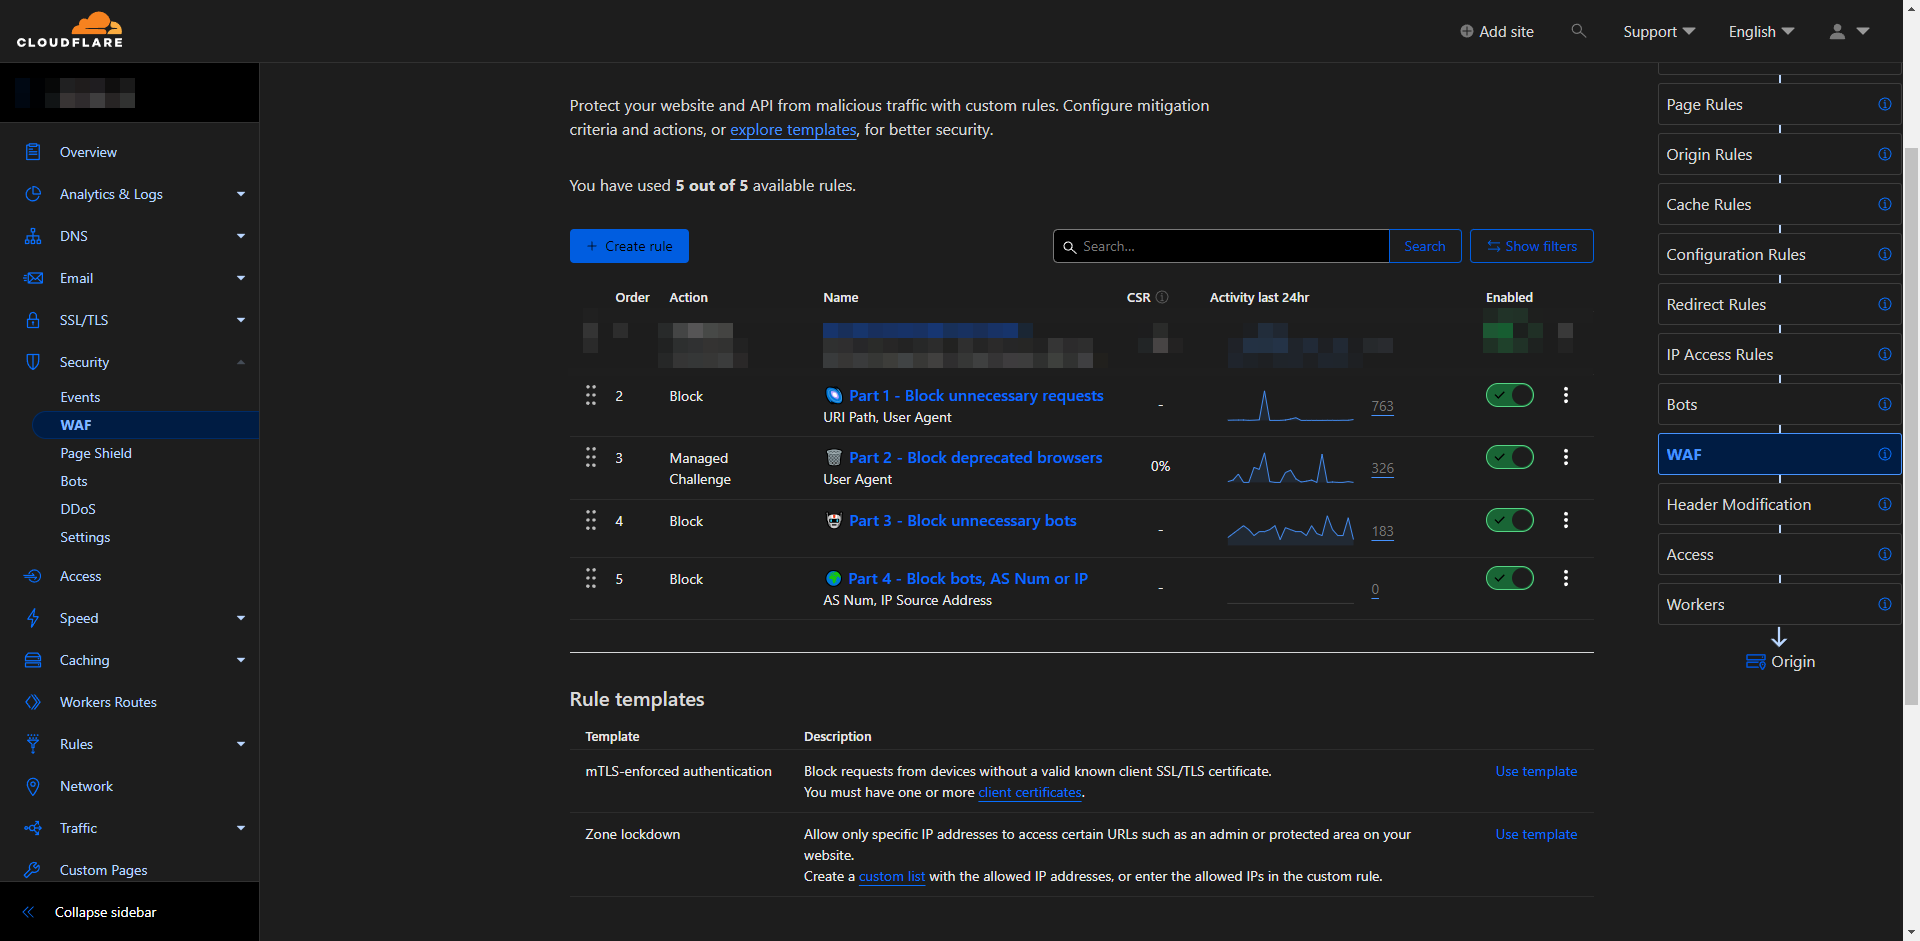 CLOUDFLARE
Add site
Support
English
Overview
Analytics & Logs
DNS
Email
SSL/TLS
Security
Events
WAF
Page Shield
Bots
DDoS
Settings
Access
Speed
Caching
Workers Routes
Rules
Network
Traffic
Custom Pages
Collapse sidebar
Protect your website and API from malicious traffic with custom rules. Configure mitigation
criteria and actions, or explore templates, for better security.
You have used 5 out of 5 available rules.
+ Create rule
Search...
Search
Show filters
Order Action Name CSR Activity last 24hr Enabled
2 Block Part 1 - Block unnecessary requests - 763
URI Path, User Agent
3 Managed Challenge Part 2 - Block deprecated browsers 0% 326
User Agent
4 Block Part 3 - Block unnecessary bots - 183
5 Block Part 4 - Block bots, AS Num or IP - 0
AS Num, IP Source Address
Rule templates
Template Description
mTLS-enforced authentication Block requests from devices without a valid known client SSL/TLS certificate. Use template
You must have one or more client certificates.
Zone lockdown Allow only specific IP addresses to access certain URLs such as an admin or protected area on your Use template
website.
Create a custom list with the allowed IP addresses, or enter the allowed IPs in the custom rule.
Page Rules
Origin Rules
Cache Rules
Configuration Rules
Redirect Rules
IP Access Rules
Bots
WAF
Header Modification
Access
Workers
Origin